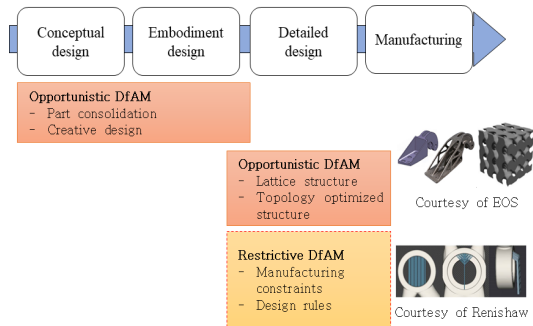 Conceptual
design
Embodiment
design
Detailed
design
Manufacturing
Opportunistic DfAM
- Part consolidation
- Creative design
Opportunistic DfAM
- Lattice structure
- Topology optimized
structure
Courtesy of EOS
Restrictive DfAM
- Manufacturing
constraints
- Design rules
Courtesy of Renishaw